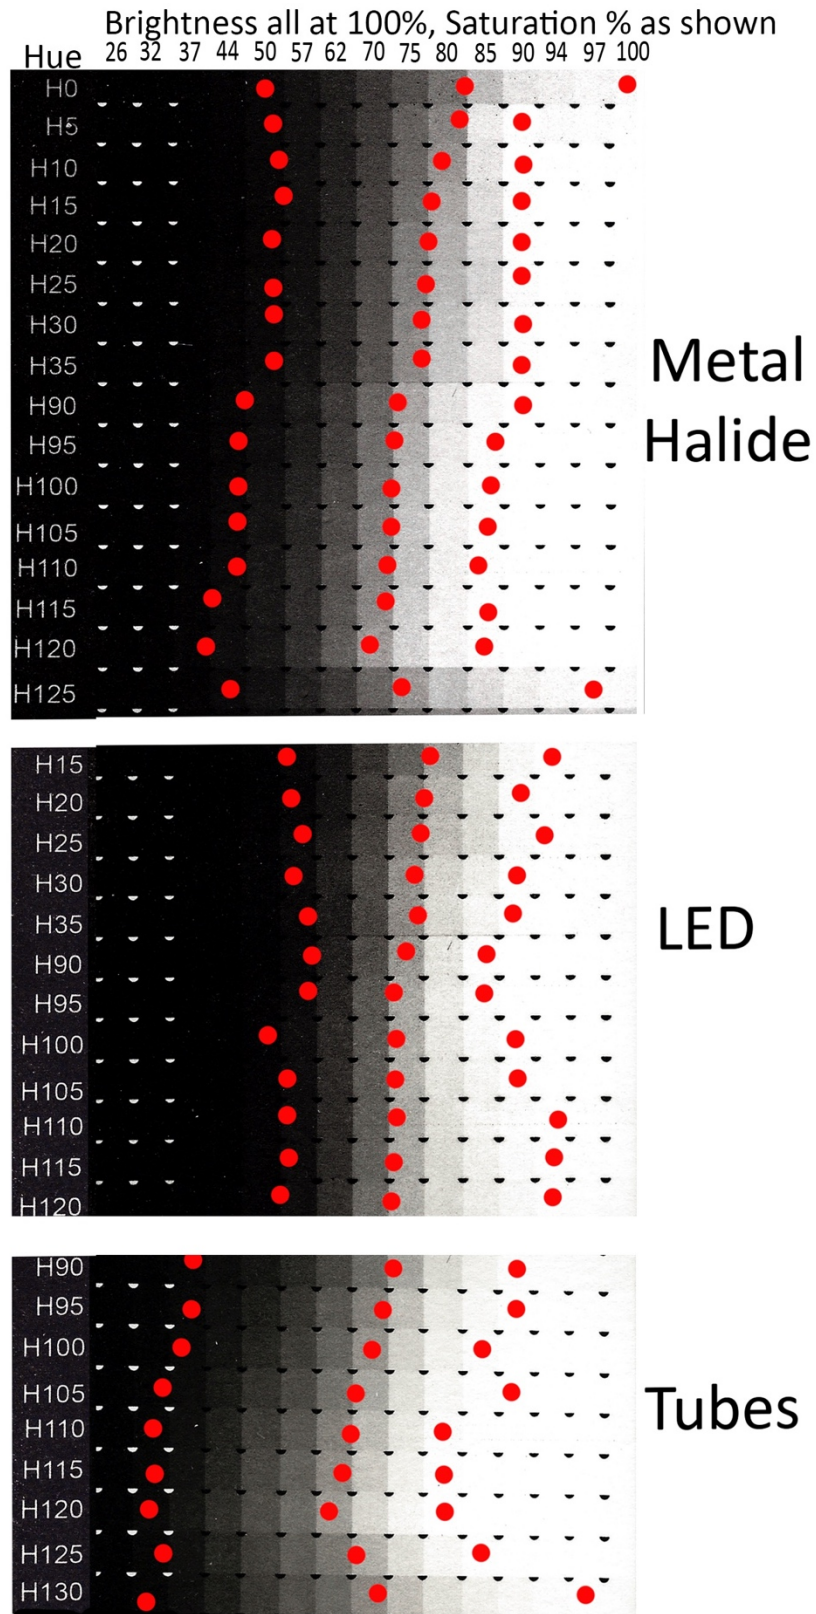 Brightness all at 100%, Saturation % as shown
Hue 26 32 37 44 50 57 62 70 75 80 85 90 94 97 100
H0
H5
H10
H15
H20
H25
H30
H35
H90
H95
H100
H105
H110
H115
H120
H125
Metal
Halide
H15
H20
H25
H30
H35
H90
H95
H100
H105
H110
H115
H120
LED
H90
H95
H100
H105
H110
H115
H120
H125
H130
Tubes